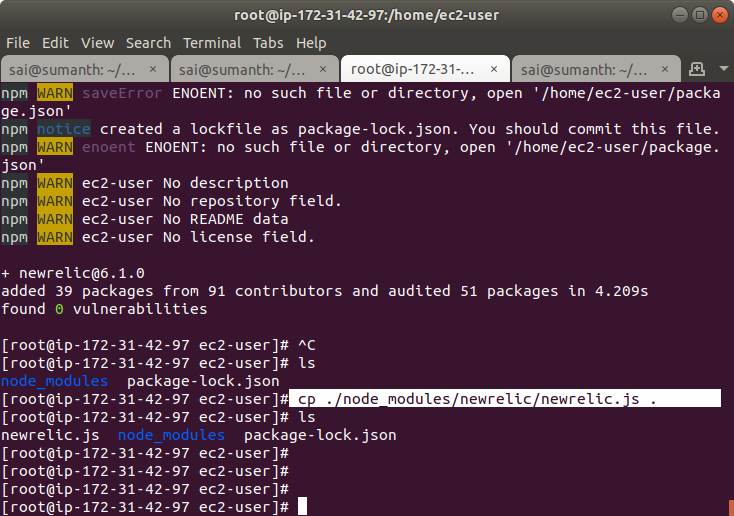 root@ip-172-31-42-97:/home/ec2-user
File Edit View Search Terminal Tabs Help
sai@sumanth: ~/… × sai@sumanth: ~/… × root@ip-172-31-… × sai@sumanth: ~/… ×
npm WARN saveError ENOENT: no such file or directory, open '/home/ec2-user/packa
ge.json'
npm notice created a lockfile as package-lock.json. You should commit this file.
npm WARN enoent ENOENT: no such file or directory, open '/home/ec2-user/package.
json'
npm WARN ec2-user No description
npm WARN ec2-user No repository field.
npm WARN ec2-user No README data
npm WARN ec2-user No license field.
+ newrelic@6.1.0
added 39 packages from 91 contributors and audited 51 packages in 4.209s
found 0 vulnerabilities
[root@ip-172-31-42-97 ec2-user]# ^C
[root@ip-172-31-42-97 ec2-user]# ls
node_modules package-lock.json
[root@ip-172-31-42-97 ec2-user]# cp ./node_modules/newrelic/newrelic.js .
[root@ip-172-31-42-97 ec2-user]# ls
newrelic.js node_modules package-lock.json
[root@ip-172-31-42-97 ec2-user]#
[root@ip-172-31-42-97 ec2-user]#
[root@ip-172-31-42-97 ec2-user]#
[root@ip-172-31-42-97 ec2-user]#